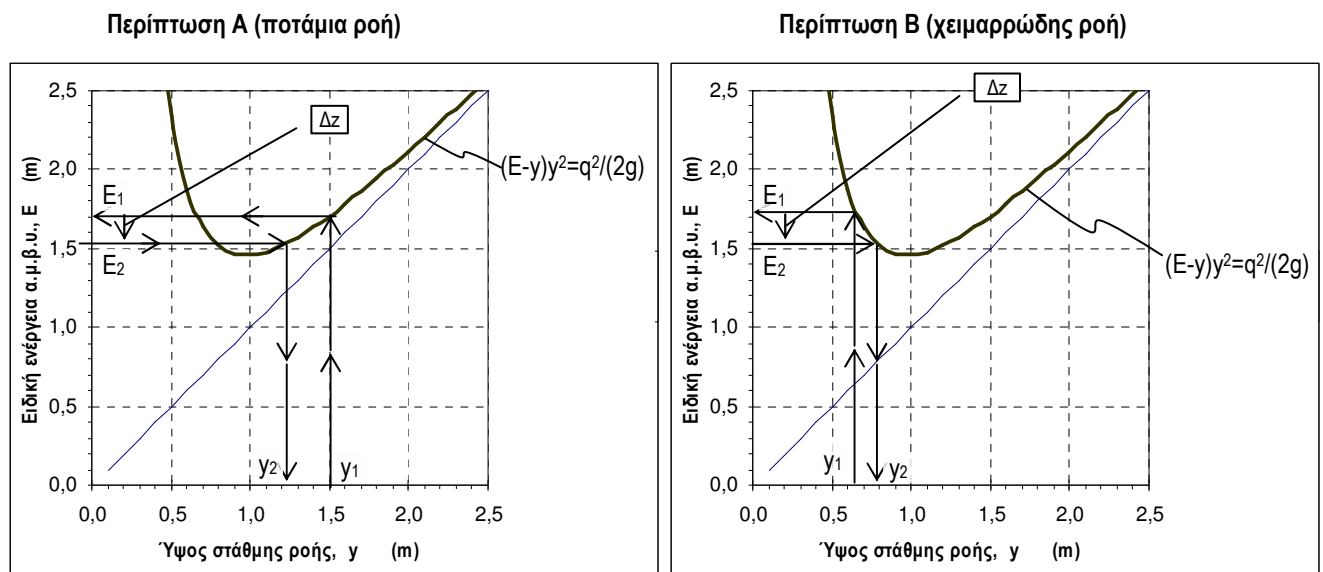 Περίπτωση Α (ποτάμια ροή)
Ειδική ενέργεια α.μ.β.υ., E (m)
2,5
2,0
1,5
1,0
0,5
0,0
Δz
E1
E2
(E-y)y²=q²/(2g)
y2
y1
0,0 0,5 1,0 1,5 2,0 2,5
Ύψος στάθμης ροής, y (m)
Περίπτωση Β (χειμαρρώδης ροή)
Ειδική ενέργεια α.μ.β.υ., E (m)
2,5
2,0
1,5
1,0
0,5
0,0
Δz
E1
E2
(E-y)y²=q²/(2g)
y1
y2
0,0 0,5 1,0 1,5 2,0 2,5
Ύψος στάθμης ροής, y (m)